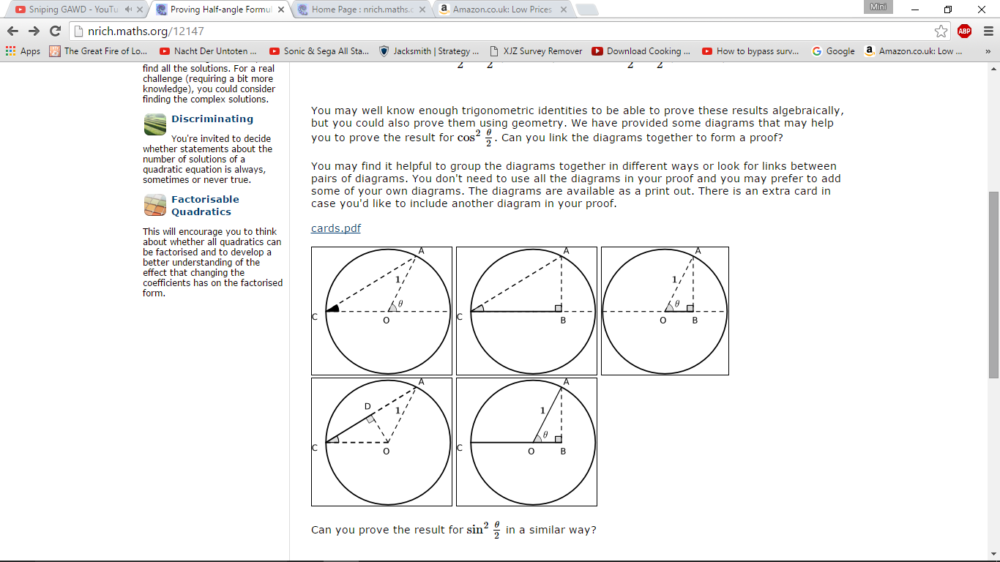 Sniping GAWD - YouTu
Proving Half-angle Formul
Home Page : nrich.maths.o
Amazon.co.uk: Low Prices
Mini
nrich.maths.org/12147
ABP
Apps
The Great Fire of Lo...
Nacht Der Untoten ...
Sonic & Sega All Sta...
Jacksmith | Strategy ...
XJZ Survey Remover
Download Cooking ...
How to bypass surv...
Google
Amazon.co.uk: Low ...
»
find all the solutions. For a real
challenge (requiring a bit more
knowledge), you could consider
finding the complex solutions.
Discriminating
You're invited to decide
whether statements about the
number of solutions of a
quadratic equation is always,
sometimes or never true.
Factorisable
Quadratics
This will encourage you to think
about whether all quadratics can
be factorised and to develop a
better understanding of the
effect that changing the
coefficients has on the factorised
form.
2 2 2 2
You may well know enough trigonometric identities to be able to prove these results algebraically,
but you could also prove them using geometry. We have provided some diagrams that may help
you to prove the result for cos² θ/2. Can you link the diagrams together to form a proof?
You may find it helpful to group the diagrams together in different ways or look for links between
pairs of diagrams. You don't need to use all the diagrams in your proof and you may prefer to add
some of your own diagrams. The diagrams are available as a print out. There is an extra card in
case you'd like to include another diagram in your proof.
cards.pdf
A
1
θ
C
O
A
C
B
A
1
θ
O
B
A
D
1
C
O
A
1
θ
C
O
B
Can you prove the result for sin² θ/2 in a similar way?